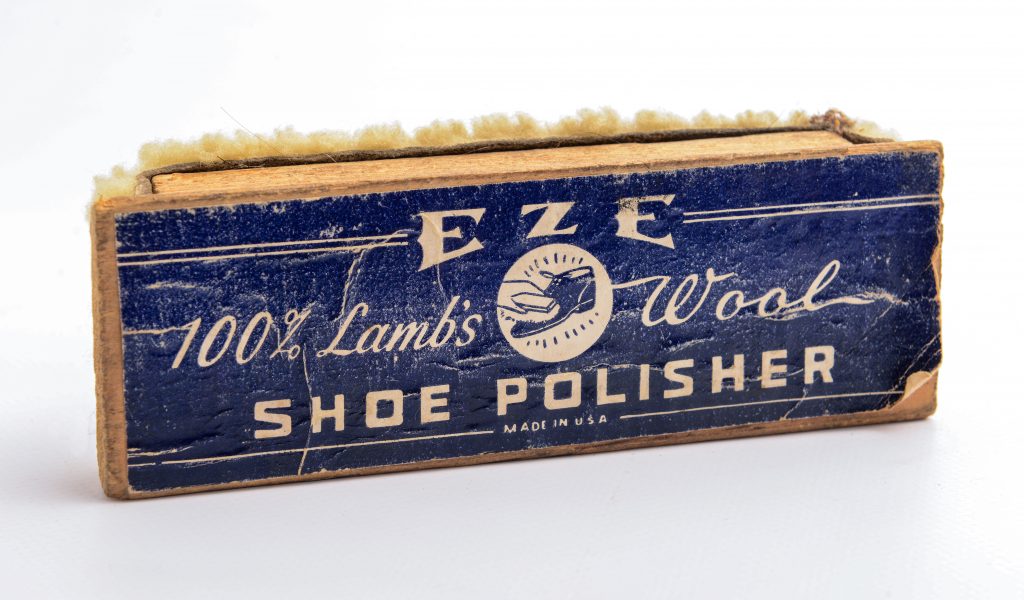 EZE
100% Lamb's Wool
SHOE POLISHER
MADE IN USA